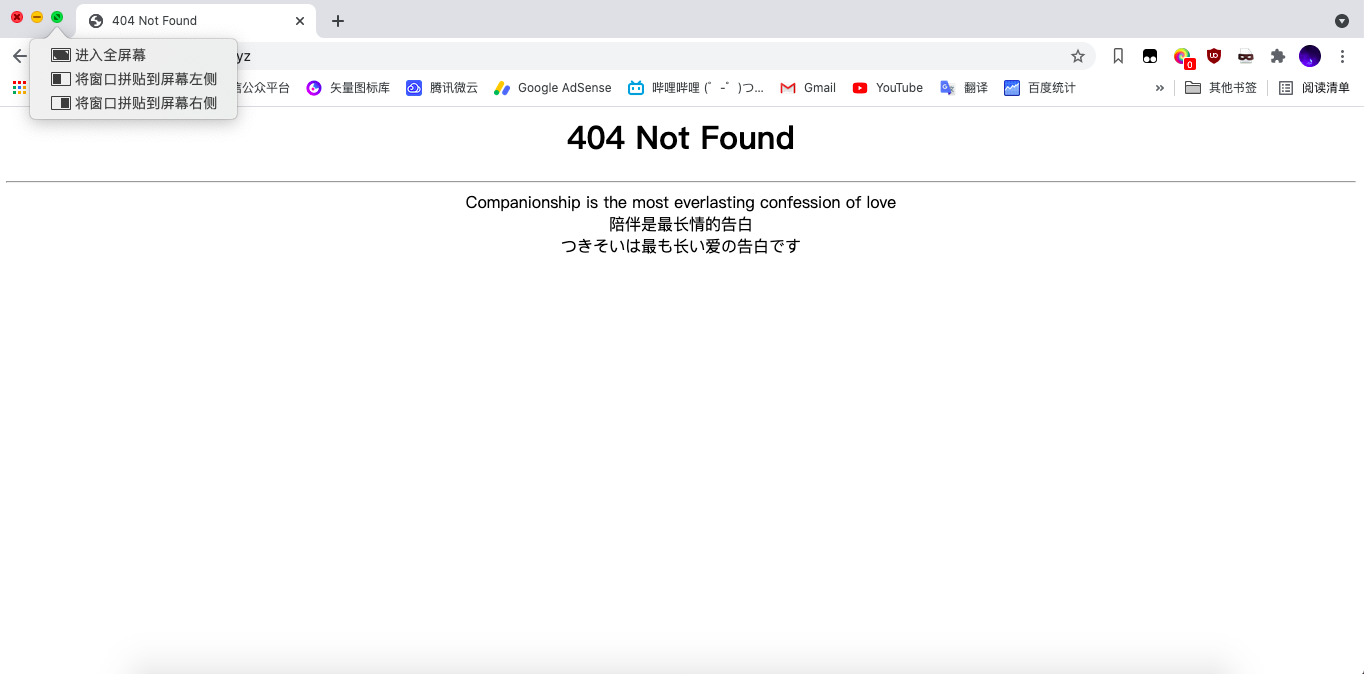 404 Not Found
进入全屏幕
将窗口拼贴到屏幕左侧
将窗口拼贴到屏幕右侧
yz
0
公众平台 矢量图标库 腾讯微云 Google AdSense 哔哩哔哩 (゜-゜)つ... Gmail YouTube 翻译 百度统计 » 其他书签 阅读清单
404 Not Found
Companionship is the most everlasting confession of love
陪伴是最长情的告白
つきそいは最も长い爱の告白です